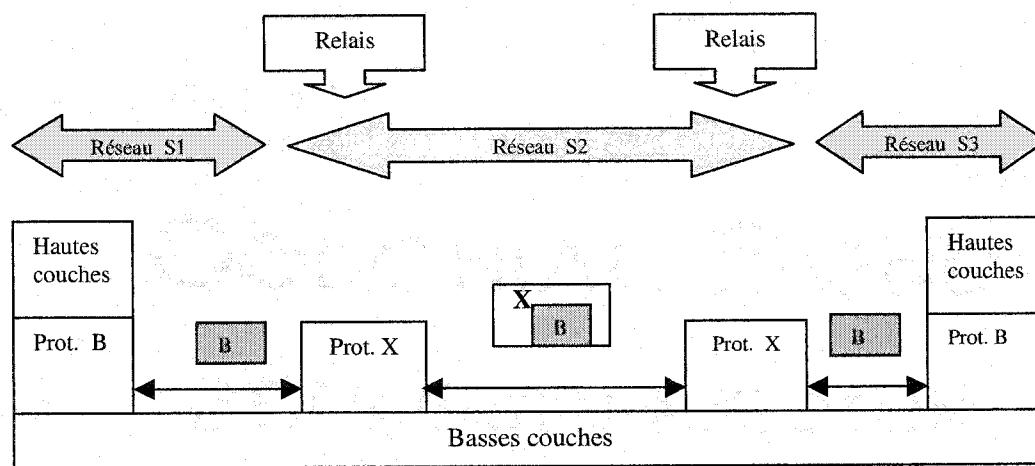 Relais
Relais
Réseau S1
Réseau S2
Réseau S3
Hautes
couches
Hautes
couches
X
B
B
B
Prot. B
Prot. X
Prot. X
Prot. B
Basses couches